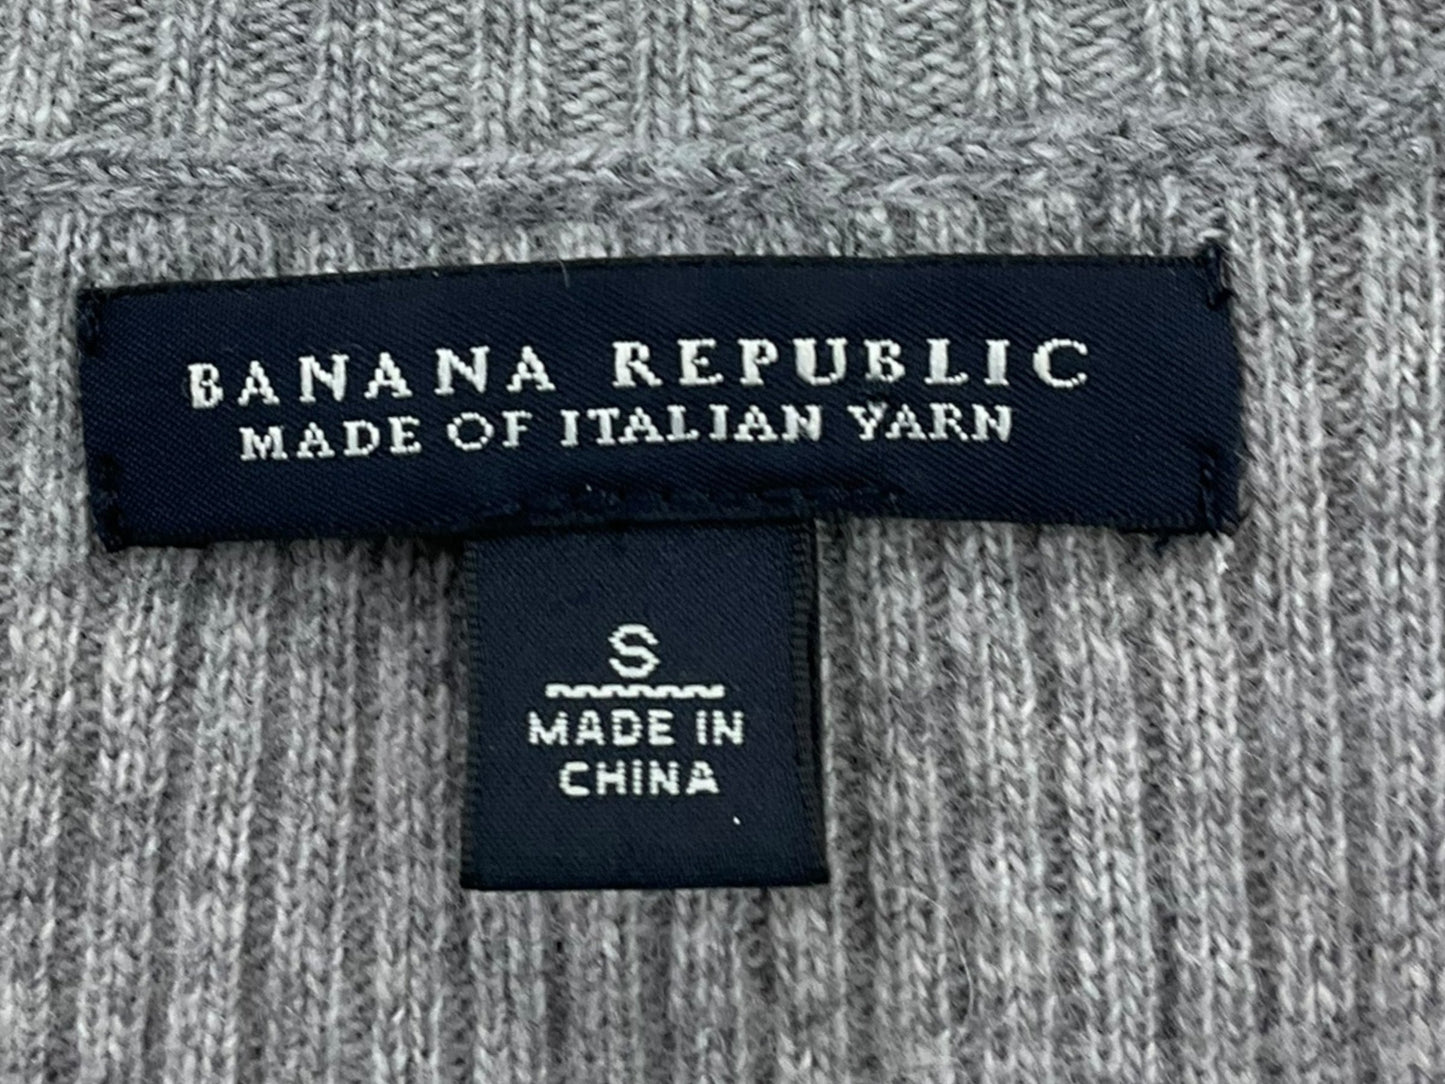 BANANA REPUBLIC
MADE OF ITALIAN YARN
S
MADE IN
CHINA